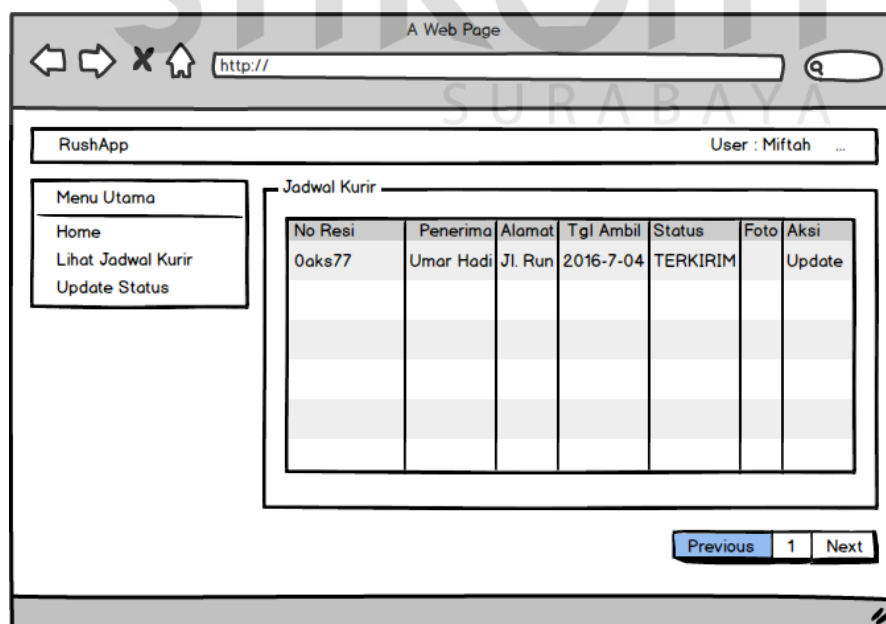 A Web Page
http://
SURABAYA
RushApp
User : Miftah ...
Menu Utama
Home
Lihat Jadwal Kurir
Update Status
Jadwal Kurir
No Resi Penerima Alamat Tgl Ambil Status Foto Aksi
0aks77 Umar Hadi Jl. Run 2016-7-04 TERKIRIM Update
Previous 1 Next